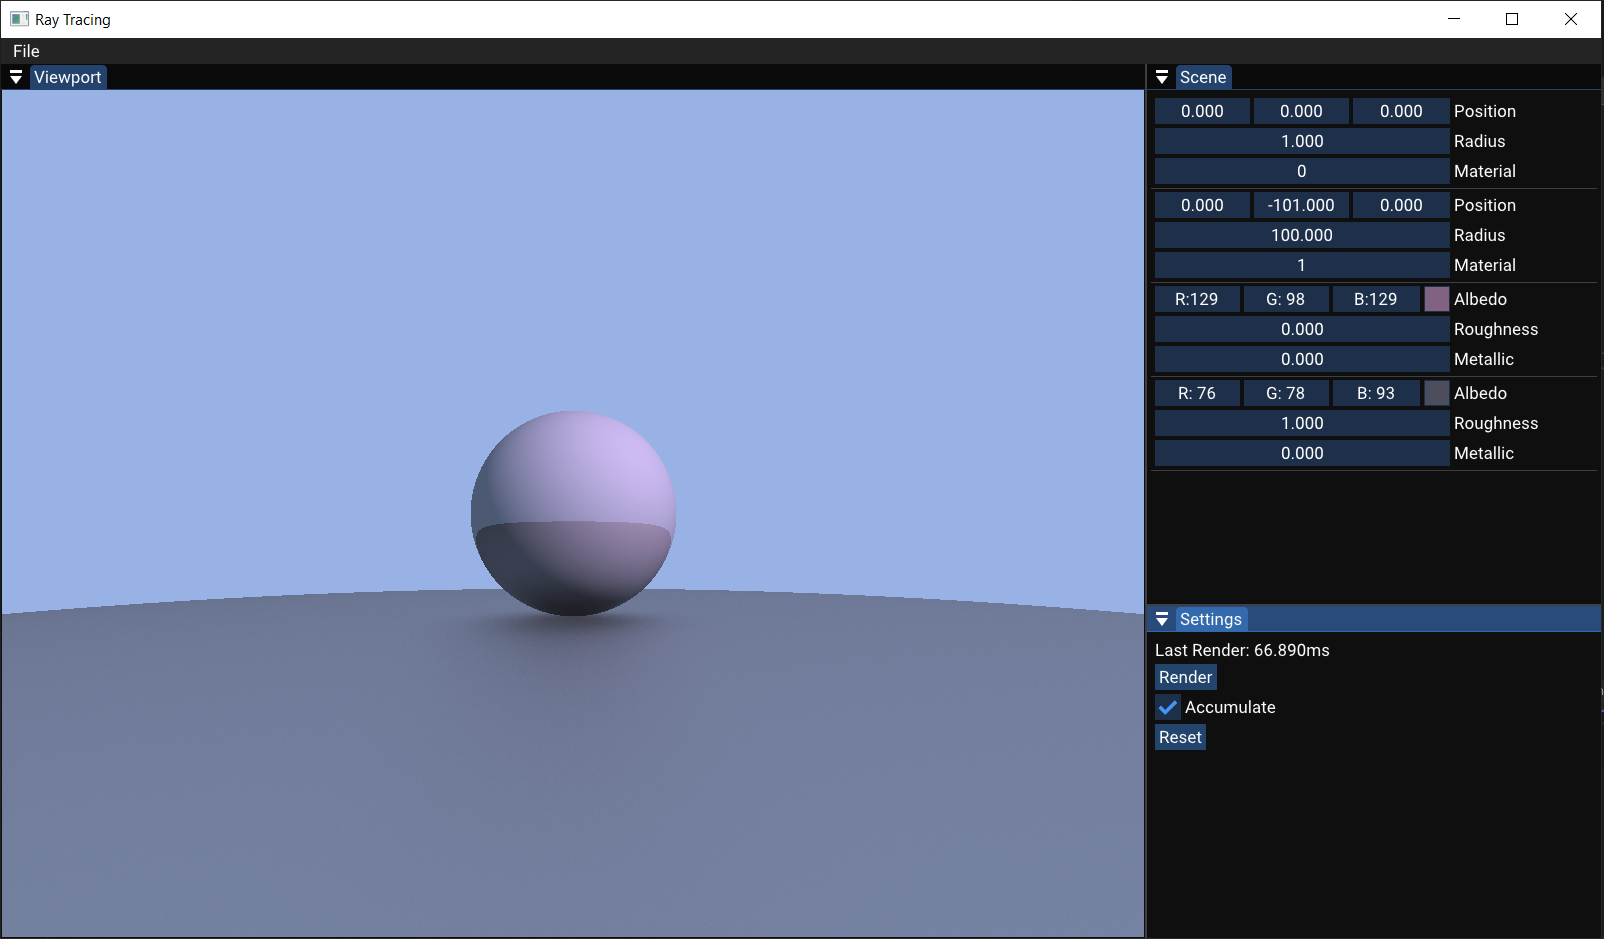 Ray Tracing
File
Viewport
Scene
0.000 0.000 0.000 Position
1.000 Radius
0 Material
0.000 -101.000 0.000 Position
100.000 Radius
1 Material
R:129 G: 98 B:129 Albedo
0.000 Roughness
0.000 Metallic
R: 76 G: 78 B: 93 Albedo
1.000 Roughness
0.000 Metallic
Settings
Last Render: 66.890ms
Render
Accumulate
Reset